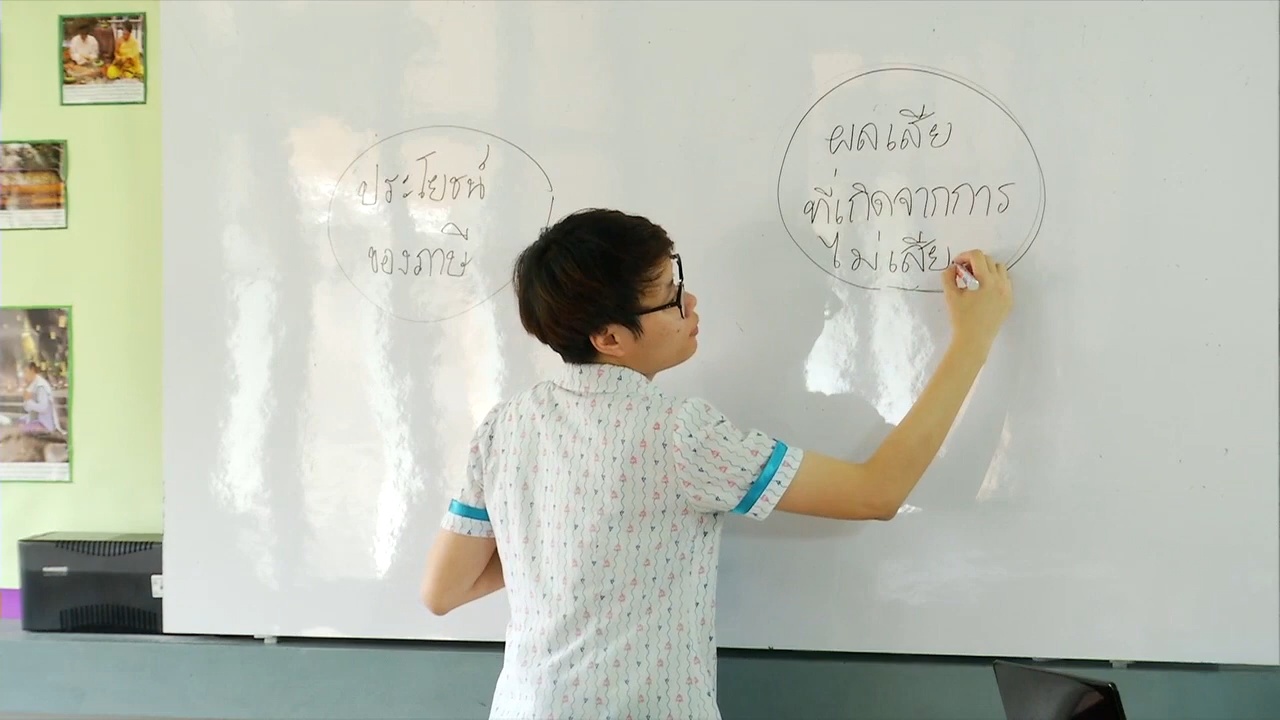 ประโยชน์
ของภาษี
ผลเสีย
ที่เกิดจากการ
ไม่เสีย